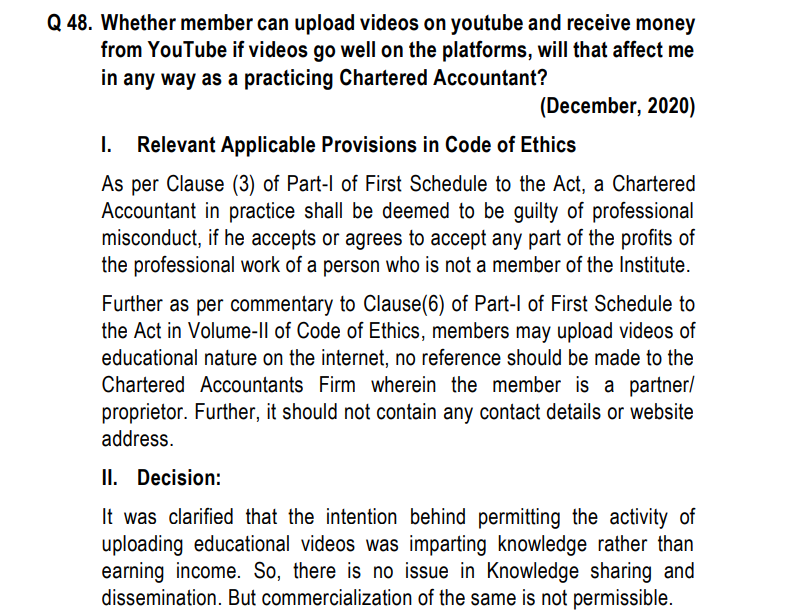 Q 48. Whether member can upload videos on youtube and receive money
from YouTube if videos go well on the platforms, will that affect me
in any way as a practicing Chartered Accountant?
(December, 2020)
I. Relevant Applicable Provisions in Code of Ethics
As per Clause (3) of Part-I of First Schedule to the Act, a Chartered
Accountant in practice shall be deemed to be guilty of professional
misconduct, if he accepts or agrees to accept any part of the profits of
the professional work of a person who is not a member of the Institute.
Further as per commentary to Clause(6) of Part-I of First Schedule to
the Act in Volume-II of Code of Ethics, members may upload videos of
educational nature on the internet, no reference should be made to the
Chartered Accountants Firm wherein the member is a partner/
proprietor. Further, it should not contain any contact details or website
address.
II. Decision:
It was clarified that the intention behind permitting the activity of
uploading educational videos was imparting knowledge rather than
earning income. So, there is no issue in Knowledge sharing and
dissemination. But commercialization of the same is not permissible.